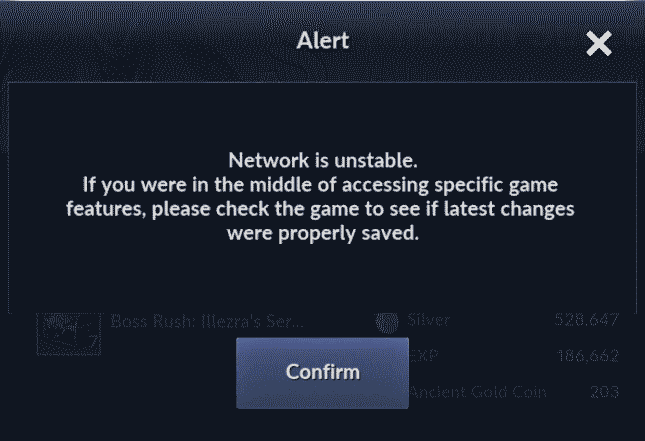 Alert
Network is unstable.
If you were in the middle of accessing specific game
features, please check the game to see if latest changes
were properly saved.
Boss Rush: Illezra's Ser... Silver 528,647
7
EXP 186,662
Confirm
Ancient Gold Coin 203